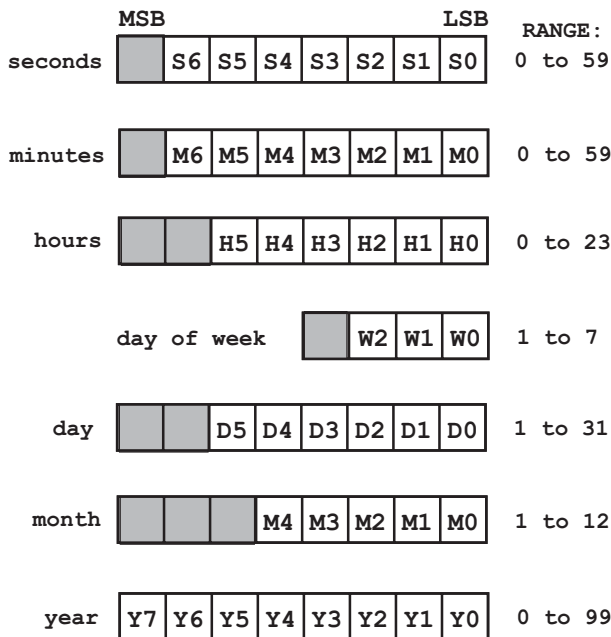 MSB LSB RANGE:
seconds S6 S5 S4 S3 S2 S1 S0 0 to 59
minutes M6 M5 M4 M3 M2 M1 M0 0 to 59
hours H5 H4 H3 H2 H1 H0 0 to 23
day of week W2 W1 W0 1 to 7
day D5 D4 D3 D2 D1 D0 1 to 31
month M4 M3 M2 M1 M0 1 to 12
year Y7 Y6 Y5 Y4 Y3 Y2 Y1 Y0 0 to 99